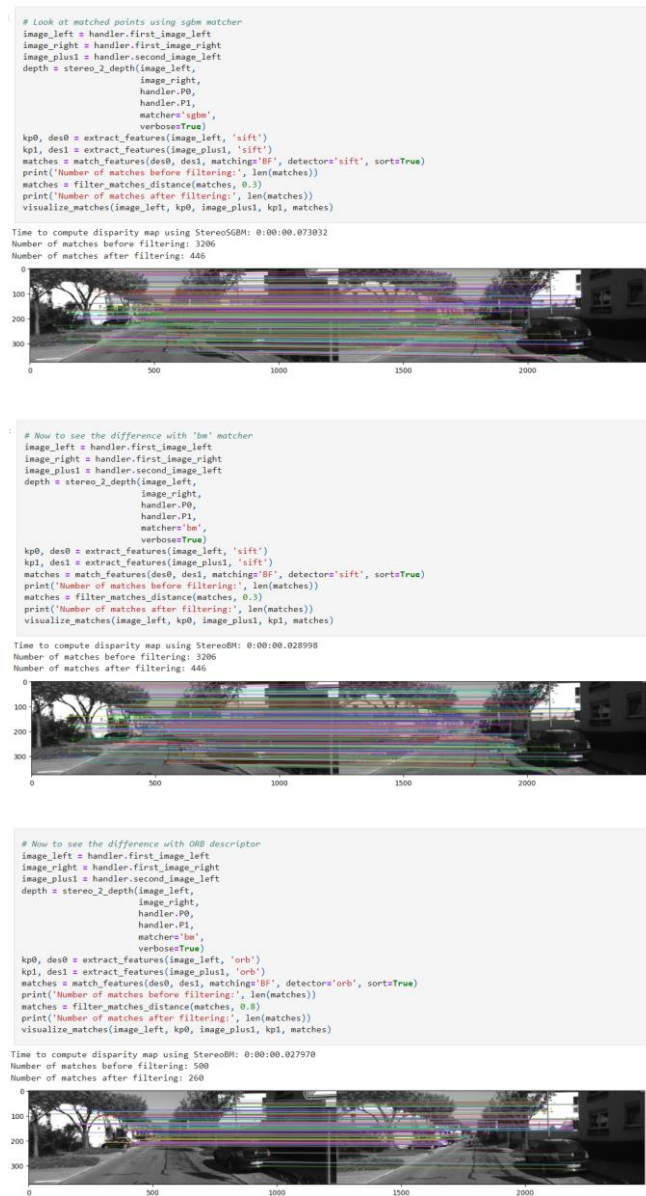 # Look at matched points using sgbm matcher
image_left = handler.first_image_left
image_right = handler.first_image_right
image_plus1 = handler.second_image_left
depth = stereo_2_depth(image_left,
image_right,
handler.P0,
handler.P1,
matcher='sgbm',
verbose=True)
kp0, des0 = extract_features(image_left, 'sift')
kp1, des1 = extract_features(image_plus1, 'sift')
matches = match_features(des0, des1, matching='BF', detector='sift', sort=True)
print('Number of matches before filtering:', len(matches))
matches = filter_matches_distance(matches, 0.3)
print('Number of matches after filtering:', len(matches))
visualize_matches(image_left, kp0, image_plus1, kp1, matches)
Time to compute disparity map using StereoSGBM: 0:00:00.073032
Number of matches before filtering: 3206
Number of matches after filtering: 446
0
100
200
300
0 500 1000 1500 2000
# Now to see the difference with 'bm' matcher
image_left = handler.first_image_left
image_right = handler.first_image_right
image_plus1 = handler.second_image_left
depth = stereo_2_depth(image_left,
image_right,
handler.P0,
handler.P1,
matcher='bm',
verbose=True)
kp0, des0 = extract_features(image_left, 'sift')
kp1, des1 = extract_features(image_plus1, 'sift')
matches = match_features(des0, des1, matching='BF', detector='sift', sort=True)
print('Number of matches before filtering:', len(matches))
matches = filter_matches_distance(matches, 0.3)
print('Number of matches after filtering:', len(matches))
visualize_matches(image_left, kp0, image_plus1, kp1, matches)
Time to compute disparity map using StereoBM: 0:00:00.028998
Number of matches before filtering: 3206
Number of matches after filtering: 446
0
100
200
300
0 500 1000 1500 2000
# Now to see the difference with ORB descriptor
image_left = handler.first_image_left
image_right = handler.first_image_right
image_plus1 = handler.second_image_left
depth = stereo_2_depth(image_left,
image_right,
handler.P0,
handler.P1,
matcher='bm',
verbose=True)
kp0, des0 = extract_features(image_left, 'orb')
kp1, des1 = extract_features(image_plus1, 'orb')
matches = match_features(des0, des1, matching='BF', detector='orb', sort=True)
print('Number of matches before filtering:', len(matches))
matches = filter_matches_distance(matches, 0.8)
print('Number of matches after filtering:', len(matches))
visualize_matches(image_left, kp0, image_plus1, kp1, matches)
Time to compute disparity map using StereoBM: 0:00:00.027970
Number of matches before filtering: 500
Number of matches after filtering: 260
0
100
200
300
0 500 1000 1500 2000